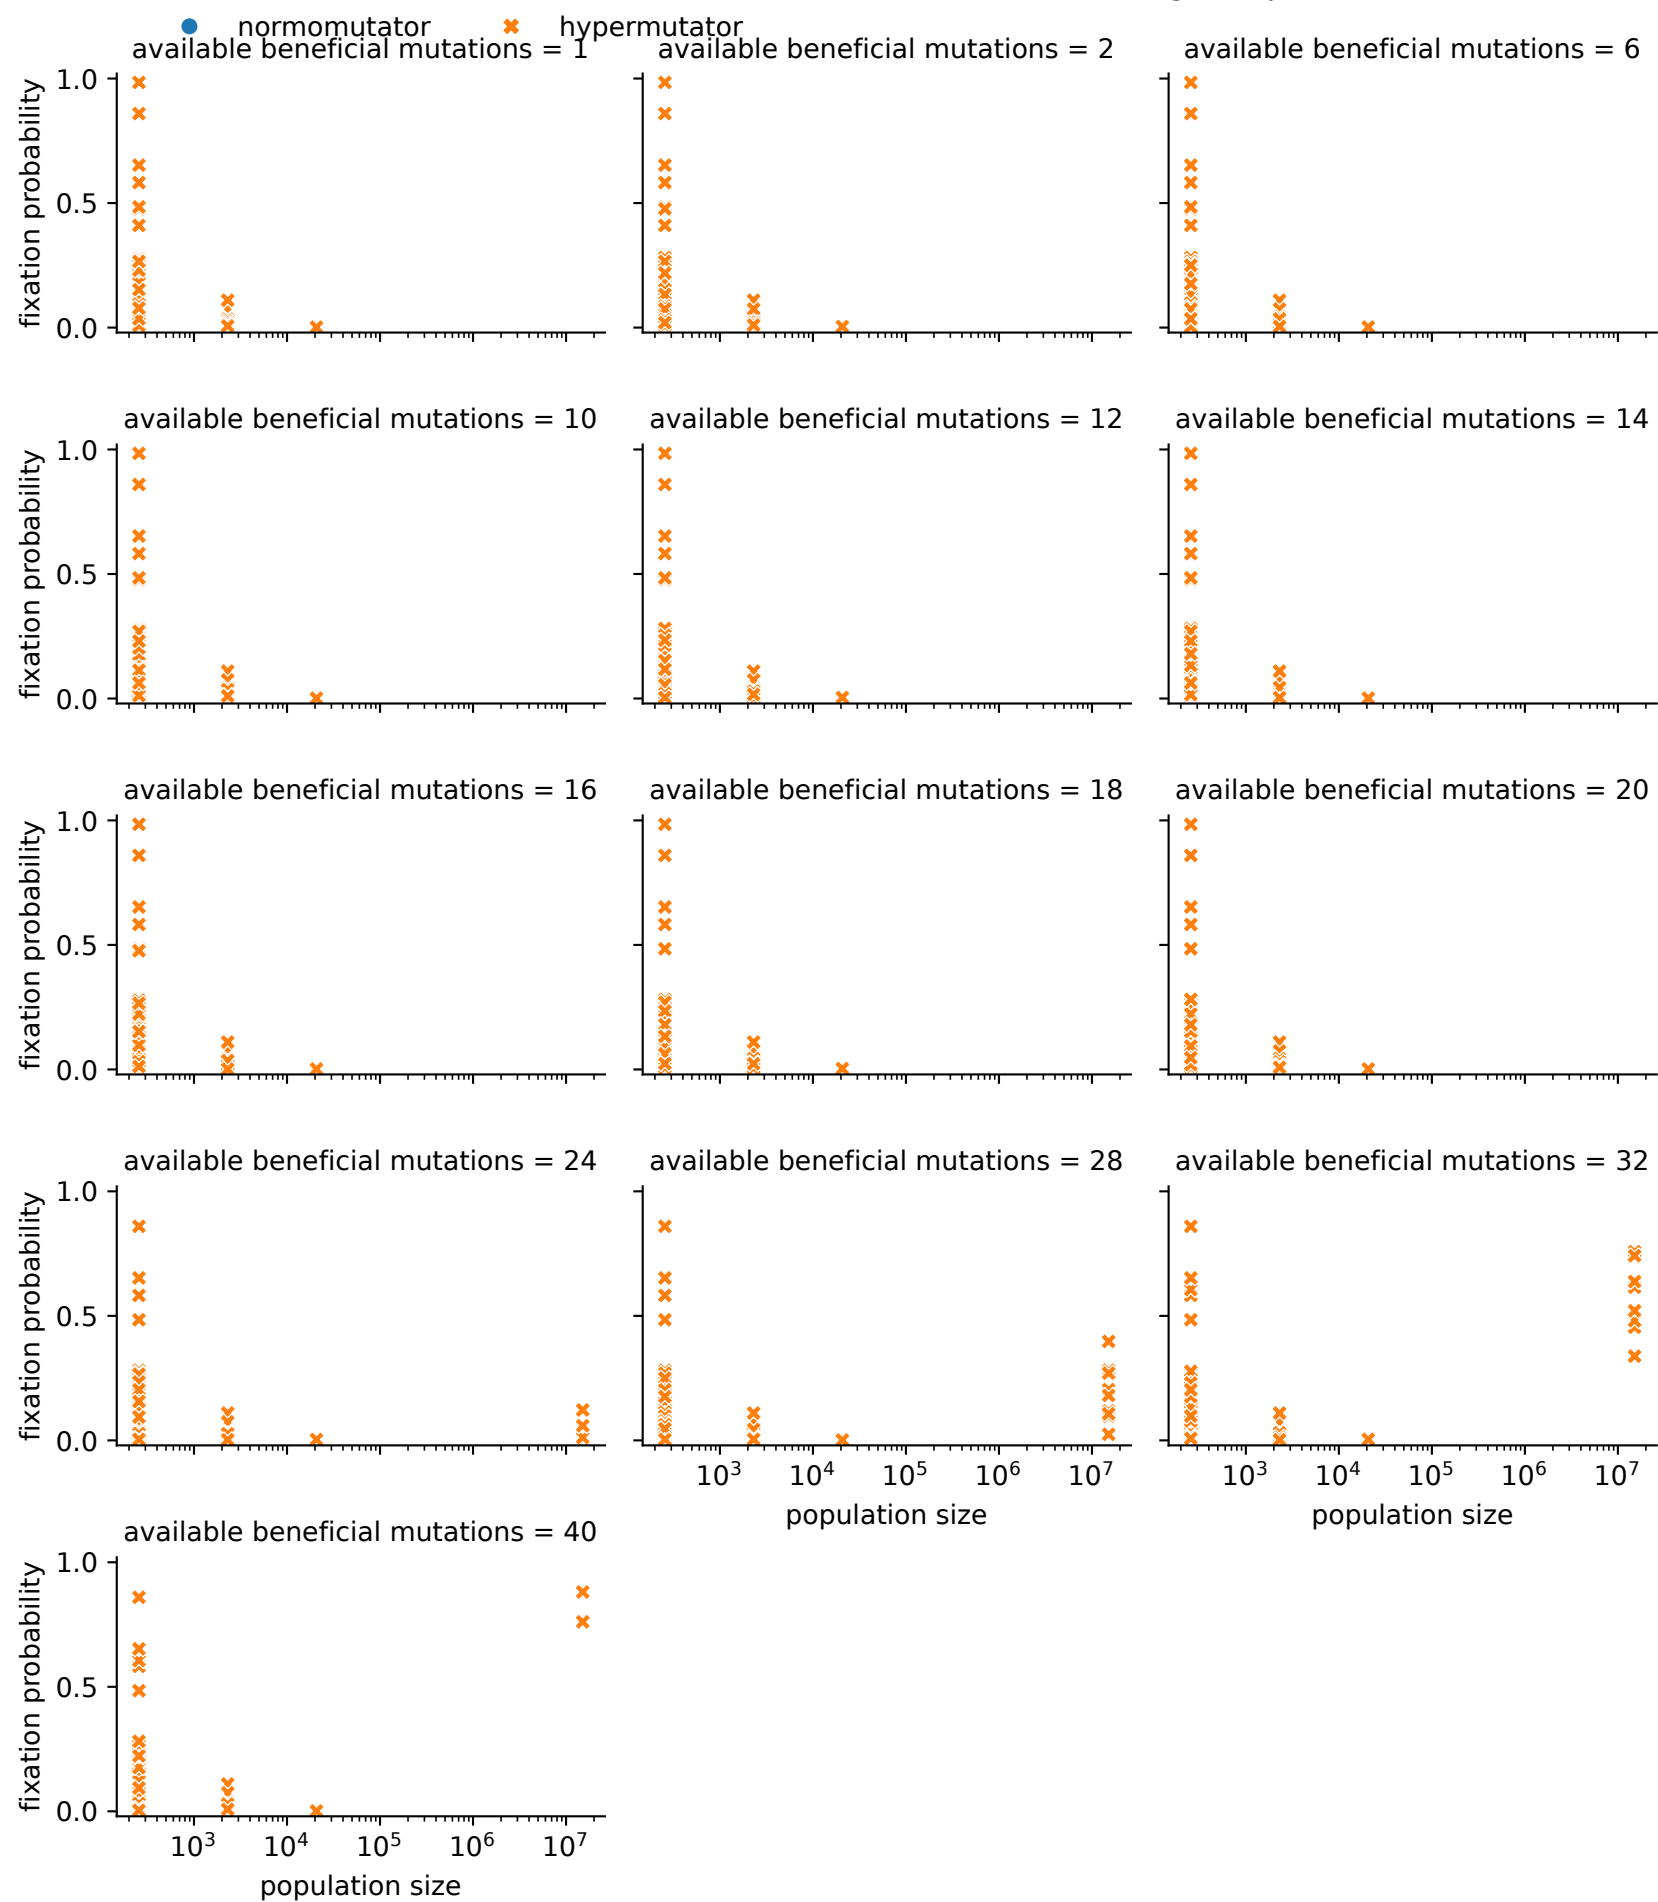 normomutator hypermutator
available beneficial mutations = 1 available beneficial mutations = 2 available beneficial mutations = 6
fixation probability
1.0
0.5
0.0
available beneficial mutations = 10 available beneficial mutations = 12 available beneficial mutations = 14
fixation probability
1.0
0.5
0.0
available beneficial mutations = 16 available beneficial mutations = 18 available beneficial mutations = 20
fixation probability
1.0
0.5
0.0
available beneficial mutations = 24 available beneficial mutations = 28 available beneficial mutations = 32
fixation probability
1.0
0.5
0.0
10³ 10⁴ 10⁵ 10⁶ 10⁷ 10³ 10⁴ 10⁵ 10⁶ 10⁷
population size population size
available beneficial mutations = 40
fixation probability
1.0
0.5
0.0
10³ 10⁴ 10⁵ 10⁶ 10⁷
population size